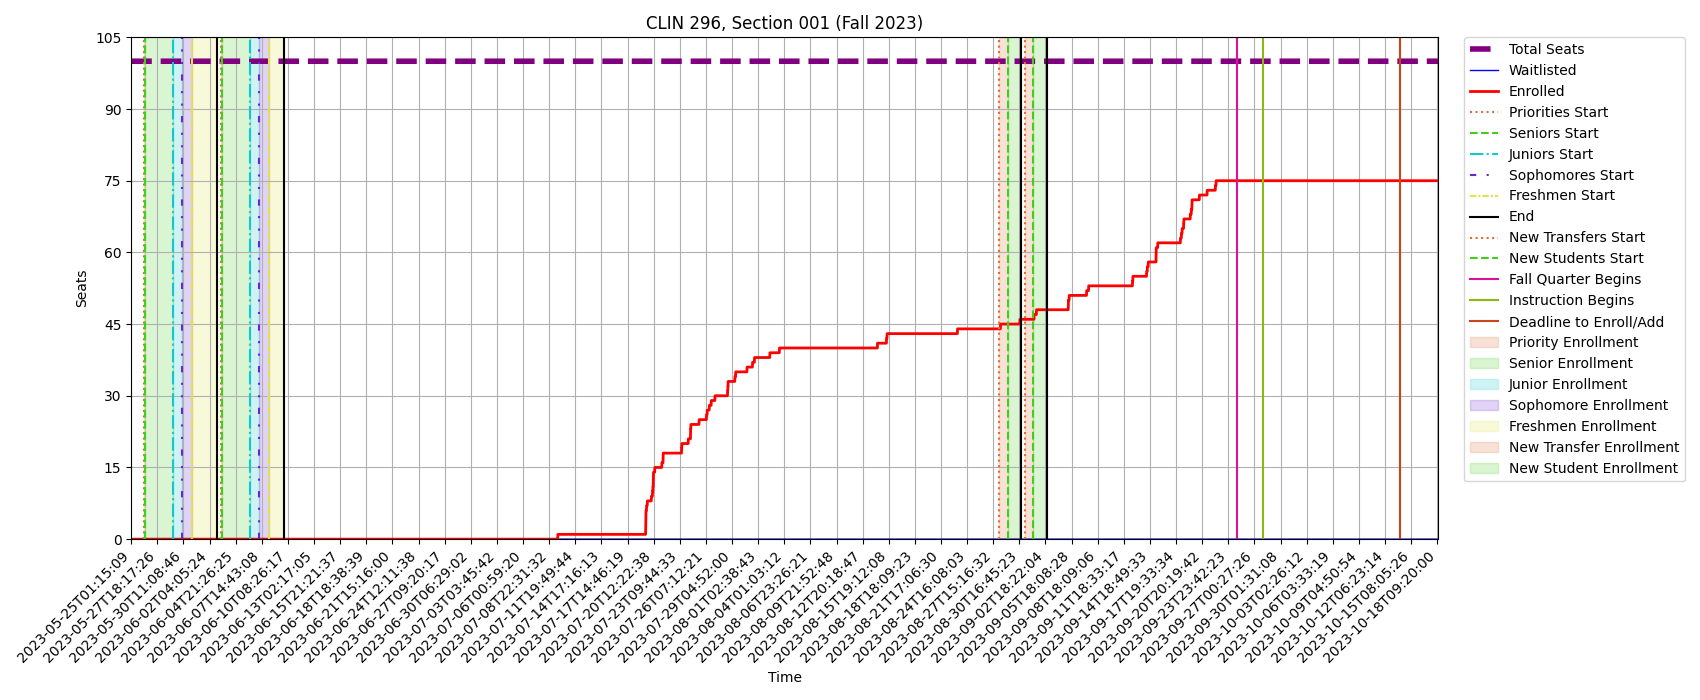 CLIN 296, Section 001 (Fall 2023)
105
90
75
60
45
30
15
0
Seats
2023-05-25T01:15:09
2023-05-27T18:17:26
2023-05-30T11:08:46
2023-06-02T04:05:24
2023-06-04T21:26:25
2023-06-07T14:43:08
2023-06-10T08:26:17
2023-06-13T02:17:05
2023-06-15T21:21:37
2023-06-18T18:38:39
2023-06-21T15:16:00
2023-06-24T12:11:38
2023-06-27T09:20:17
2023-06-30T06:29:02
2023-07-03T03:45:42
2023-07-06T00:59:20
2023-07-08T22:31:32
2023-07-11T19:49:44
2023-07-14T17:16:13
2023-07-17T14:46:19
2023-07-20T12:22:38
2023-07-23T09:44:33
2023-07-26T07:12:21
2023-07-29T04:52:00
2023-08-01T02:38:43
2023-08-04T01:03:12
2023-08-06T23:26:21
2023-08-09T21:52:48
2023-08-12T20:18:47
2023-08-15T19:12:08
2023-08-18T18:09:23
2023-08-21T17:06:30
2023-08-24T16:08:03
2023-08-27T15:16:32
2023-08-30T16:45:23
2023-09-02T18:22:04
2023-09-05T18:08:28
2023-09-08T18:09:06
2023-09-11T18:33:17
2023-09-14T18:49:33
2023-09-17T19:33:34
2023-09-20T20:19:42
2023-09-23T23:42:23
2023-09-27T00:27:26
2023-09-30T01:31:08
2023-10-03T02:26:12
2023-10-06T03:33:19
2023-10-09T04:50:54
2023-10-12T06:23:14
2023-10-15T08:05:26
2023-10-18T09:20:00
Time
Total Seats
Waitlisted
Enrolled
Priorities Start
Seniors Start
Juniors Start
Sophomores Start
Freshmen Start
End
New Transfers Start
New Students Start
Fall Quarter Begins
Instruction Begins
Deadline to Enroll/Add
Priority Enrollment
Senior Enrollment
Junior Enrollment
Sophomore Enrollment
Freshmen Enrollment
New Transfer Enrollment
New Student Enrollment